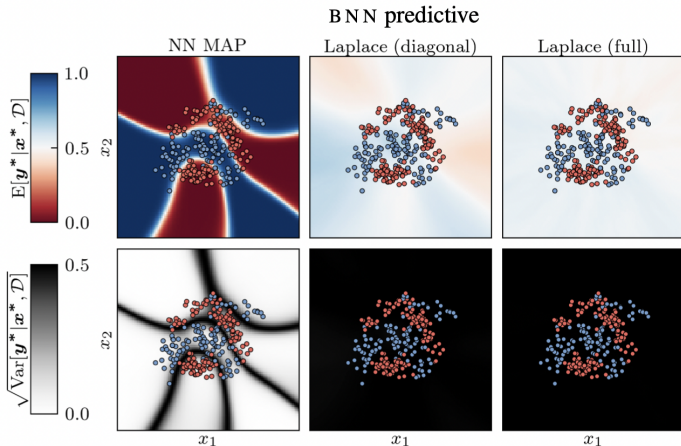 BNN predictive
NN MAP
Laplace (diagonal)
Laplace (full)
E[y*|x*, D]
1.0
0.5
0.0
x₂
√Var[y*|x*, D]
0.5
0.0
x₂
x₁
x₁
x₁